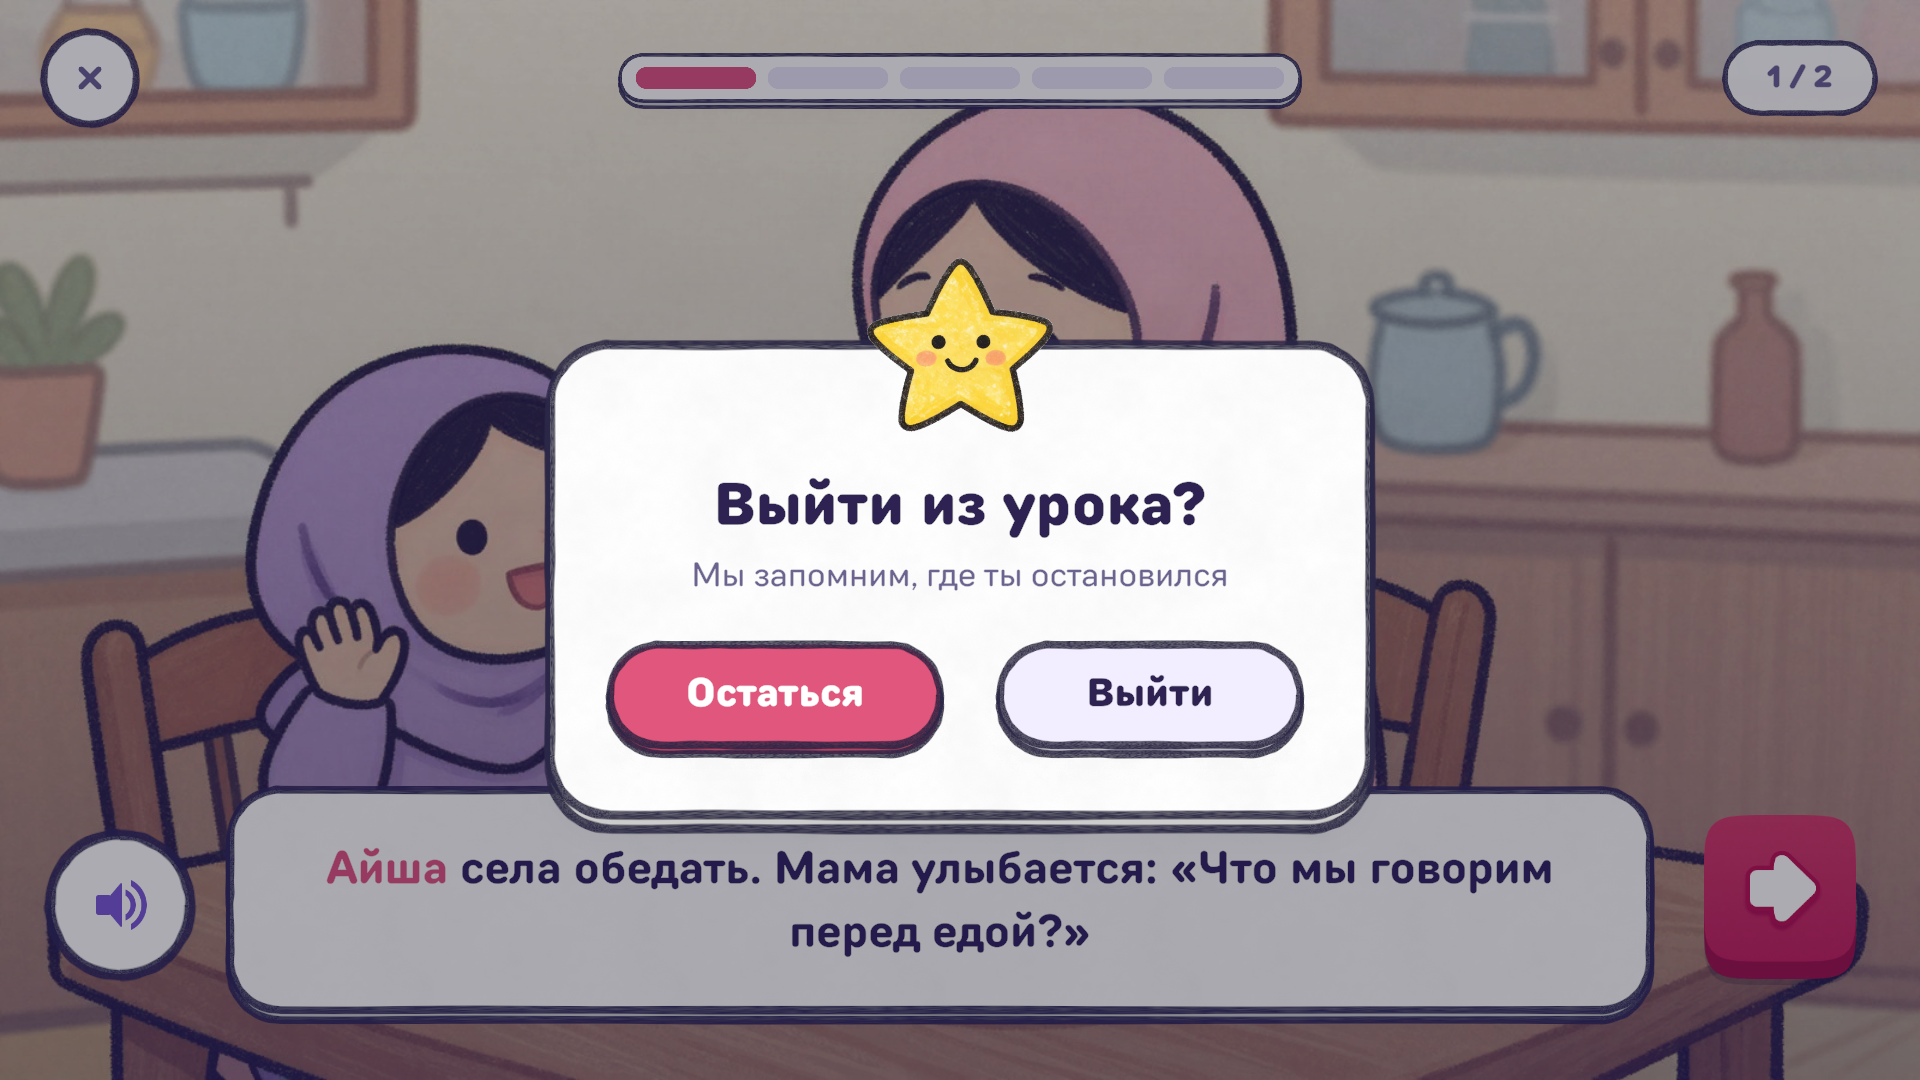 1 / 2
Выйти из урока?
Мы запомним, где ты остановился
Остаться
Выйти
Айша села обедать. Мама улыбается: «Что мы говорим
перед едой?»